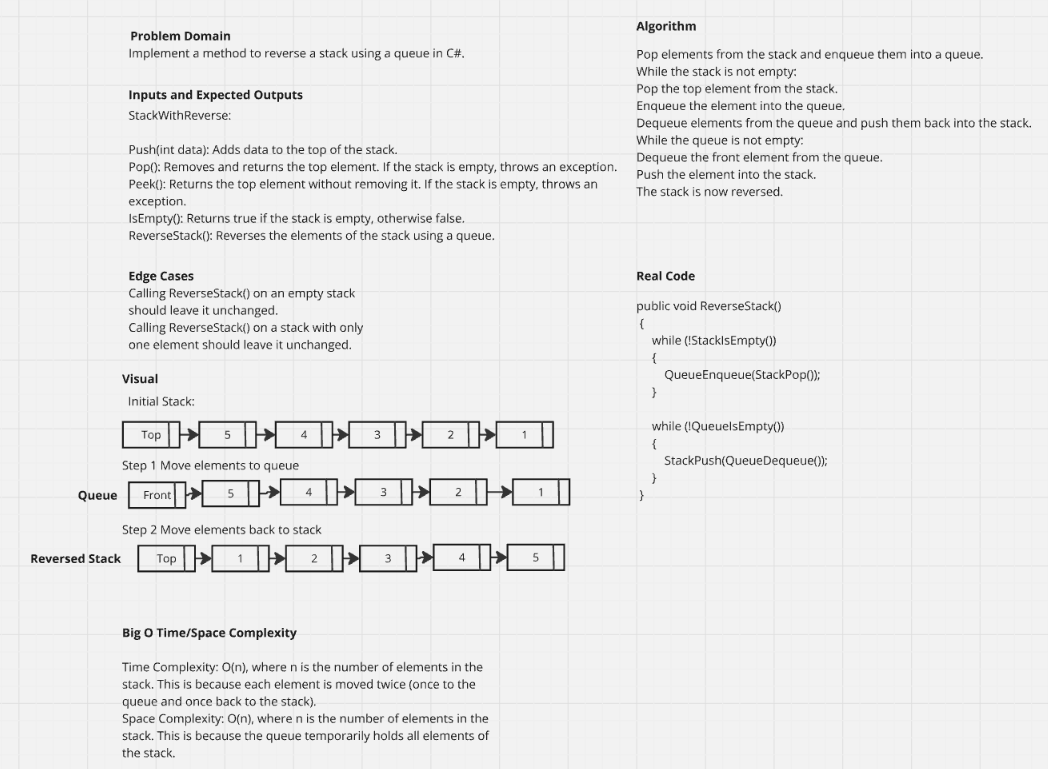 Problem Domain
Implement a method to reverse a stack using a queue in C#.
Inputs and Expected Outputs
StackWithReverse:
Push(int data): Adds data to the top of the stack.
Pop(): Removes and returns the top element. If the stack is empty, throws an exception.
Peek(): Returns the top element without removing it. If the stack is empty, throws an
exception.
IsEmpty(): Returns true if the stack is empty, otherwise false.
ReverseStack(): Reverses the elements of the stack using a queue.
Edge Cases
Calling ReverseStack() on an empty stack
should leave it unchanged.
Calling ReverseStack() on a stack with only
one element should leave it unchanged.
Visual
Initial Stack:
Top 5 4 3 2 1
Step 1 Move elements to queue
Queue Front 5 4 3 2 1
Step 2 Move elements back to stack
Reversed Stack Top 1 2 3 4 5
Big O Time/Space Complexity
Time Complexity: O(n), where n is the number of elements in the
stack. This is because each element is moved twice (once to the
queue and once back to the stack).
Space Complexity: O(n), where n is the number of elements in the
stack. This is because the queue temporarily holds all elements of
the stack.
Algorithm
Pop elements from the stack and enqueue them into a queue.
While the stack is not empty:
Pop the top element from the stack.
Enqueue the element into the queue.
Dequeue elements from the queue and push them back into the stack.
While the queue is not empty:
Dequeue the front element from the queue.
Push the element into the stack.
The stack is now reversed.
Real Code
public void ReverseStack()
{
while (!StackIsEmpty())
{
QueueEnqueue(StackPop());
}
while (!QueueIsEmpty())
{
StackPush(QueueDequeue());
}
}